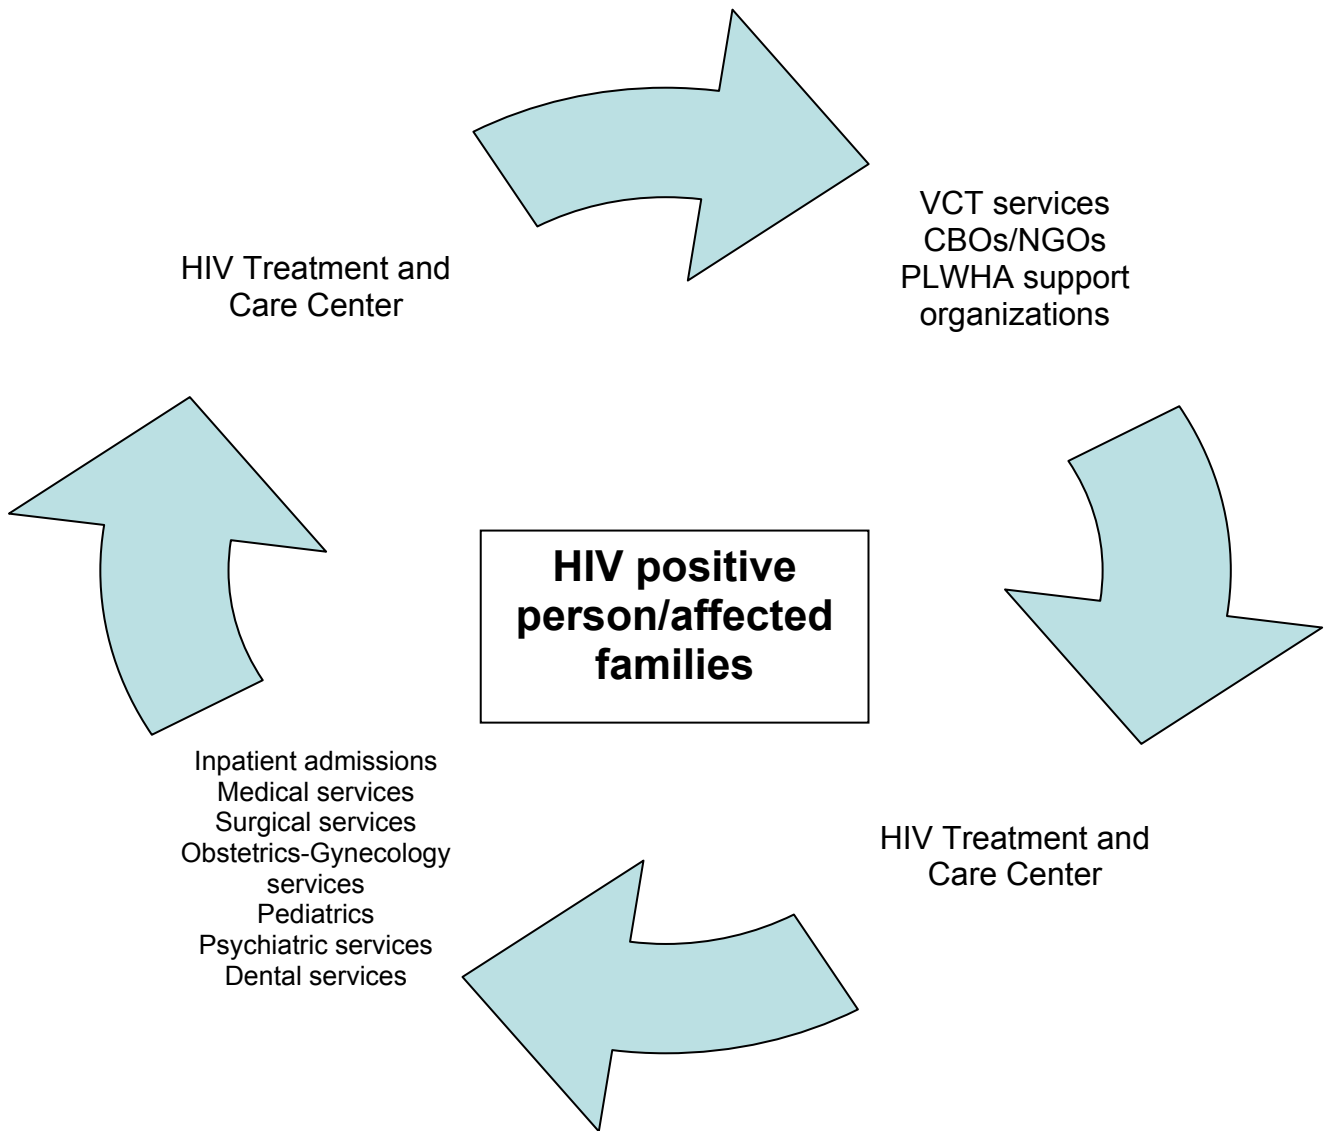 VCT services
CBOs/NGOs
PLWHA support
organizations
HIV Treatment and
Care Center
HIV positive
person/affected
families
Inpatient admissions
Medical services
Surgical services
Obstetrics-Gynecology
services
Pediatrics
Psychiatric services
Dental services
HIV Treatment and
Care Center